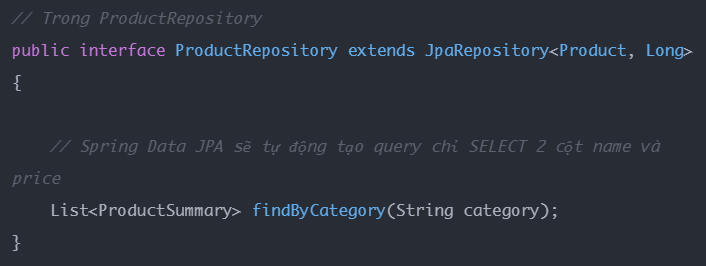 // Trong ProductRepository
public interface ProductRepository extends JpaRepository<Product, Long>
{
// Spring Data JPA sẽ tự động tạo query chỉ SELECT 2 cột name và
price
List<ProductSummary> findByCategory(String category);
}